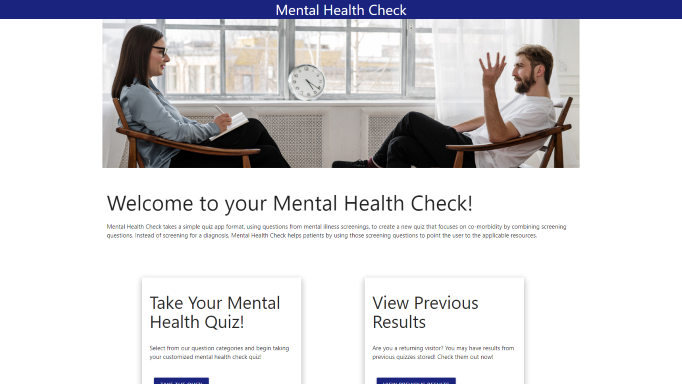 Mental Health Check
Welcome to your Mental Health Check!
Mental Health Check takes a simple quiz app format, using questions from mental illness screenings, to create a new quiz that focuses on co-morbidity by combining screening
questions. Instead of screening for a diagnosis. Mental Health Check helps patients by using those screening questions to point the user to the applicable resources.
Take Your Mental
Health Quiz!
Select from our question categories and begin taking
your customized mental health check quiz!
View Previous
Results
Are you a returning visitor? You may have results from
previous quizzes stored! Check them out now!
VIEW PREVIOUS RESULTS